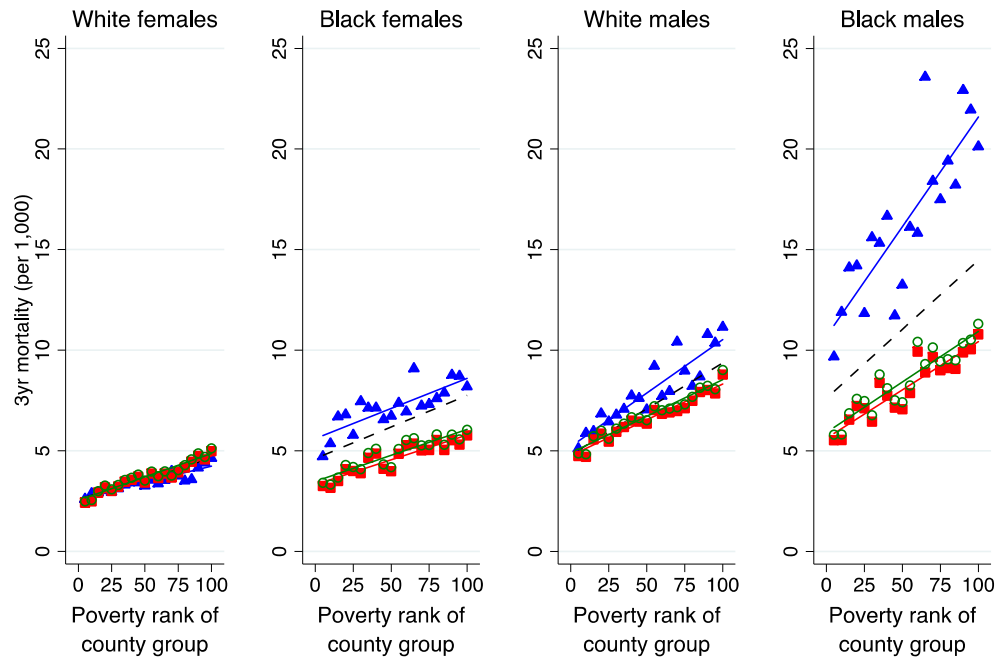 White females
Black females
White males
Black males
3yr mortality (per 1,000)
25
20
15
10
5
0
25
20
15
10
5
0
25
20
15
10
5
0
25
20
15
10
5
0
0 25 50 75 100
0 25 50 75 100
0 25 50 75 100
0 25 50 75 100
Poverty rank of
county group
Poverty rank of
county group
Poverty rank of
county group
Poverty rank of
county group